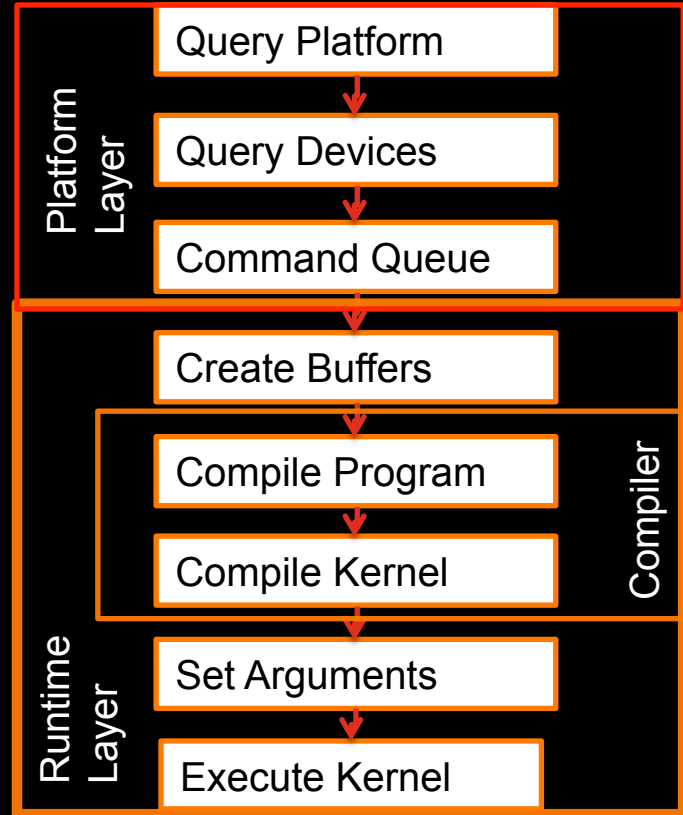 Query Platform
Query Devices
Command Queue
Platform
Layer
Create Buffers
Compile Program
Compile Kernel
Compiler
Set Arguments
Execute Kernel
Runtime
Layer